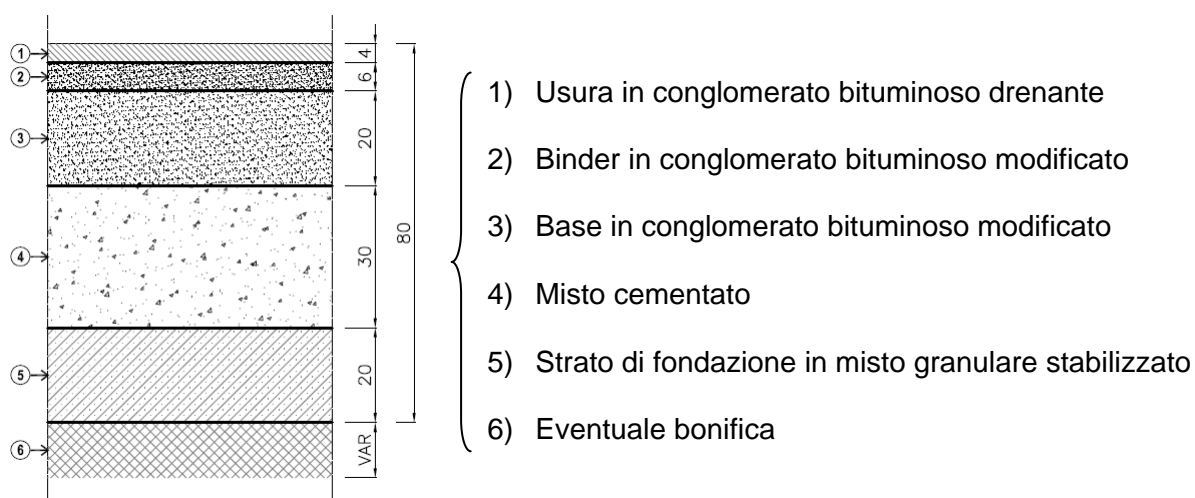 1
2
3
4
5
6
4
6
20
30
20
VAR
80
1) Usura in conglomerato bituminoso drenante
2) Binder in conglomerato bituminoso modificato
3) Base in conglomerato bituminoso modificato
4) Misto cementato
5) Strato di fondazione in misto granulare stabilizzato
6) Eventuale bonifica